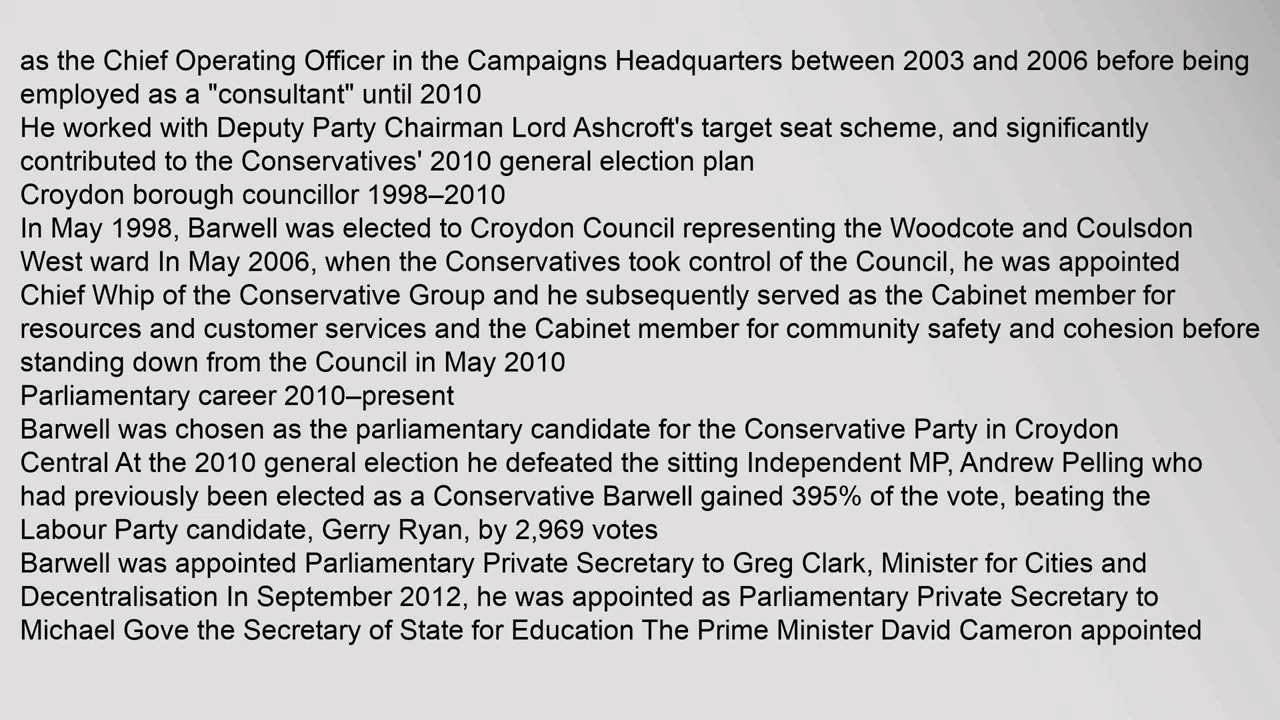 as the Chief Operating Officer in the Campaigns Headquarters between 2003 and 2006 before being
employed as a "consultant" until 2010
He worked with Deputy Party Chairman Lord Ashcroft's target seat scheme, and significantly
contributed to the Conservatives' 2010 general election plan
Croydon borough councillor 1998–2010
In May 1998, Barwell was elected to Croydon Council representing the Woodcote and Coulsdon
West ward In May 2006, when the Conservatives took control of the Council, he was appointed
Chief Whip of the Conservative Group and he subsequently served as the Cabinet member for
resources and customer services and the Cabinet member for community safety and cohesion before
standing down from the Council in May 2010
Parliamentary career 2010–present
Barwell was chosen as the parliamentary candidate for the Conservative Party in Croydon
Central At the 2010 general election he defeated the sitting Independent MP, Andrew Pelling who
had previously been elected as a Conservative Barwell gained 395% of the vote, beating the
Labour Party candidate, Gerry Ryan, by 2,969 votes
Barwell was appointed Parliamentary Private Secretary to Greg Clark, Minister for Cities and
Decentralisation In September 2012, he was appointed as Parliamentary Private Secretary to
Michael Gove the Secretary of State for Education The Prime Minister David Cameron appointed